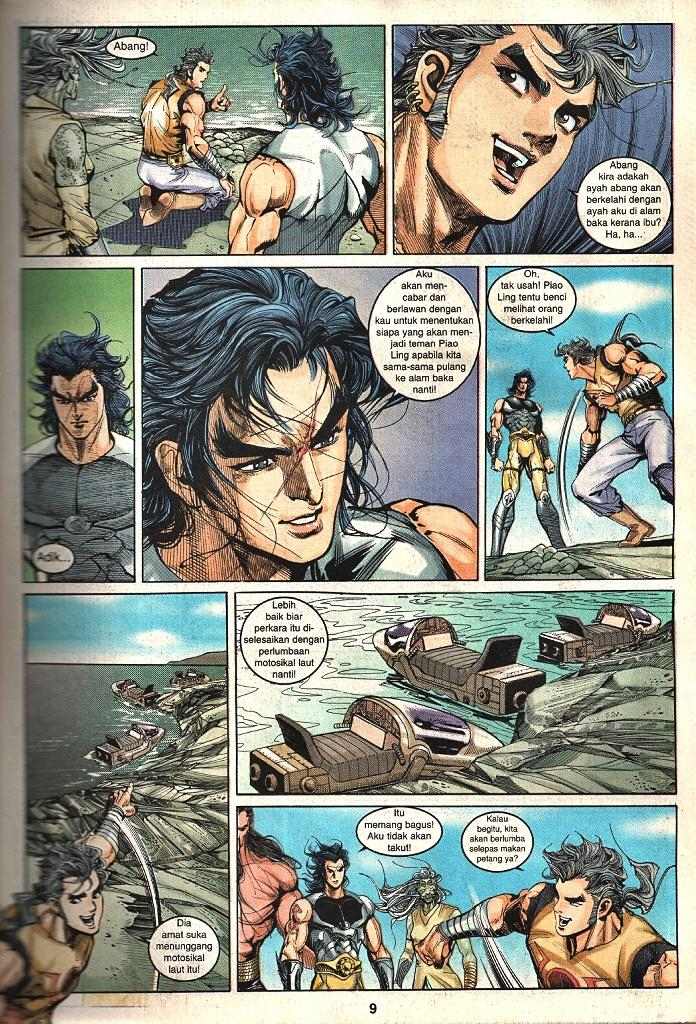 Abang!
Abang
kira adakah
ayah abang akan
berkelahi dengan
ayah aku di alam
baka kerana ibu?
Ha, ha...
Adik...
Aku
akan men-
cabar dan
berlawan dengan
kau untuk menentukan
siapa yang akan men-
jadi teman Piao
Ling apabila kita
sama-sama pulang
ke alam baka
nanti!
Oh,
tak usah! Piao
Ling tentu benci
melihat orang
berkelahi!
Dia
amat suka
menunggang
motosikal
laut itu!
Lebih
baik biar
perkara itu di-
selesaikan dengan
perlumbaan
motosikal laut
nanti!
Itu
memang bagus!
Aku tidak akan
takut!
Kalau
begitu, kita
akan berlumba
selepas makan
petang ya?
9